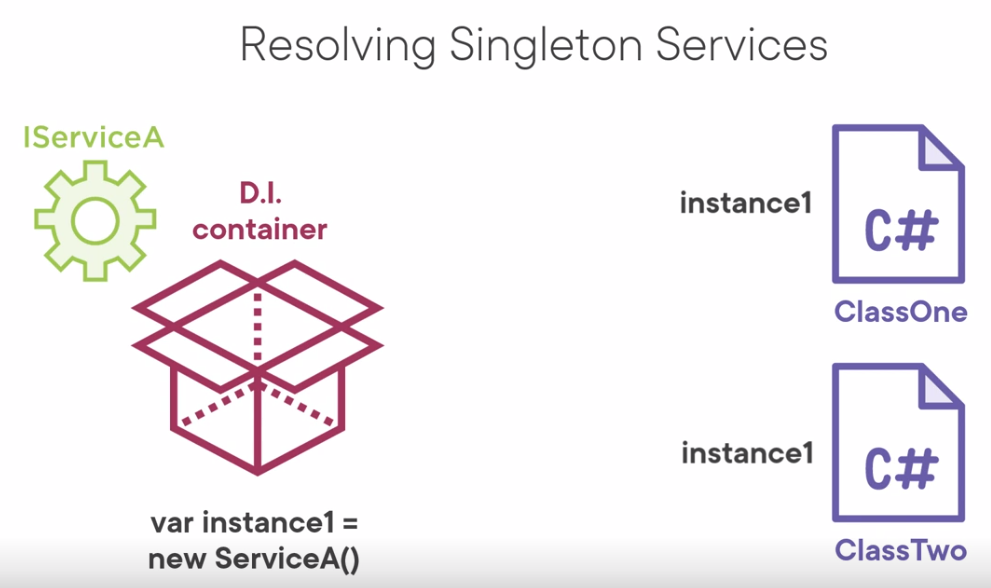 Resolving Singleton Services
IServiceA
D.I.
container
var instance1 =
new ServiceA()
instance1
C#
ClassOne
instance1
C#
ClassTwo